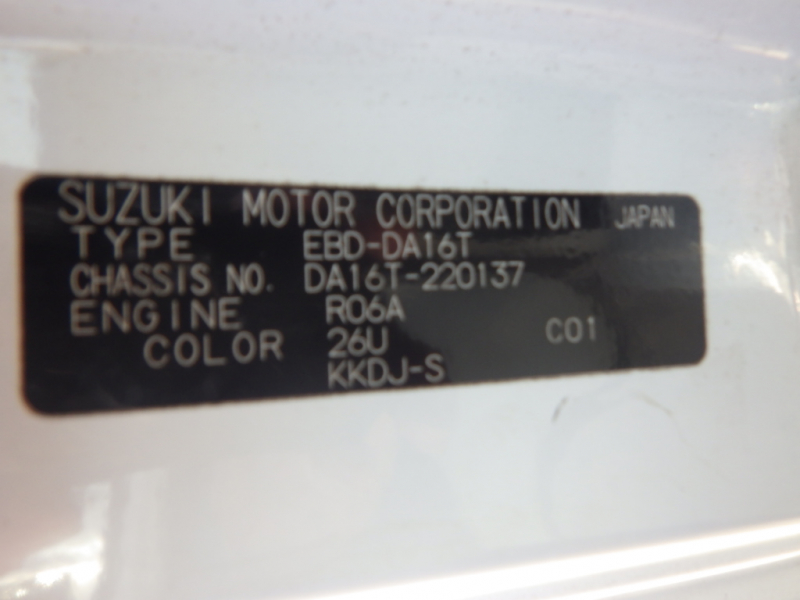 SUZUKI MOTOR CORPORATION JAPAN
TYPE EBD-DA16T
CHASSIS NO. DA16T-220137
ENGINE R06A
COLOR 26U C01
KKDJ-S